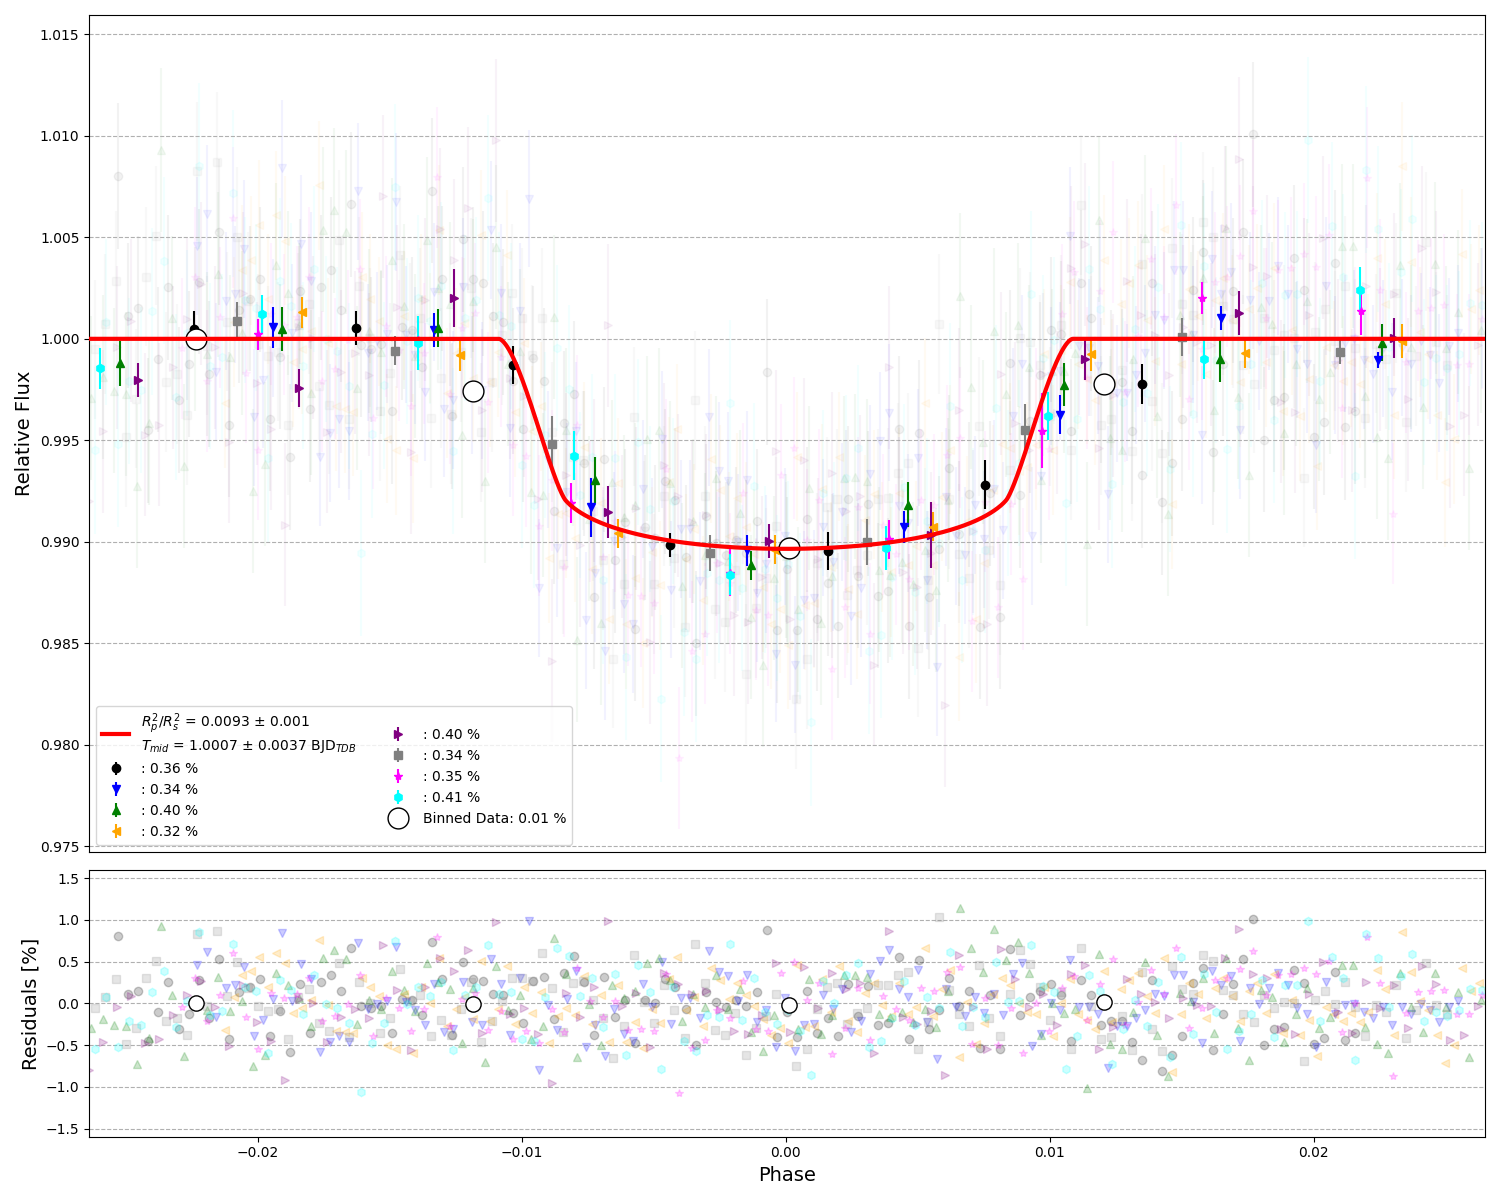 1.015
1.010
1.005
1.000
0.995
0.990
0.985
0.980
0.975
Relative Flux
R_p^2/R_s^2 = 0.0093 ± 0.001
T_mid = 1.0007 ± 0.0037 BJD_TDB
: 0.36 %
: 0.34 %
: 0.40 %
: 0.32 %
: 0.40 %
: 0.34 %
: 0.35 %
: 0.41 %
Binned Data: 0.01 %
1.5
1.0
0.5
0.0
−0.5
−1.0
−1.5
Residuals [%]
−0.02
−0.01
0.00
0.01
0.02
Phase